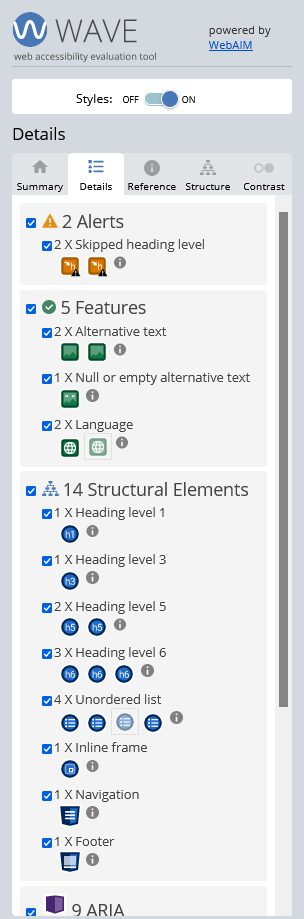 WAVE
web accessibility evaluation tool
powered by
WebAIM
Styles: OFF ON
Details
Summary Details Reference Structure Contrast
2 Alerts
2 X Skipped heading level
5 Features
2 X Alternative text
1 X Null or empty alternative text
2 X Language
14 Structural Elements
1 X Heading level 1
h1
1 X Heading level 3
h3
2 X Heading level 5
h5 h5
3 X Heading level 6
h6 h6 h6
4 X Unordered list
1 X Inline frame
1 X Navigation
1 X Footer
9 ARIA